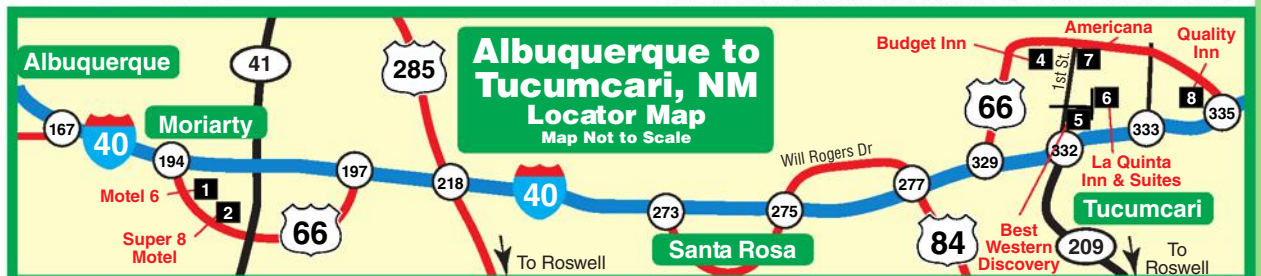 Albuquerque
167
40
Moriarty
194
Motel 6
1
2
Super 8
Motel
41
66
197
285
218
To Roswell
Albuquerque to
Tucumcari, NM
Locator Map
Map Not to Scale
40
273
Santa Rosa
275
Will Rogers Dr
277
84
Budget Inn
4
66
329
Americana
1st St.
7
Quality
Inn
6
8
5
332
333
335
La Quinta
Inn & Suites
Best
Western
Discovery
Tucumcari
209
To
Roswell